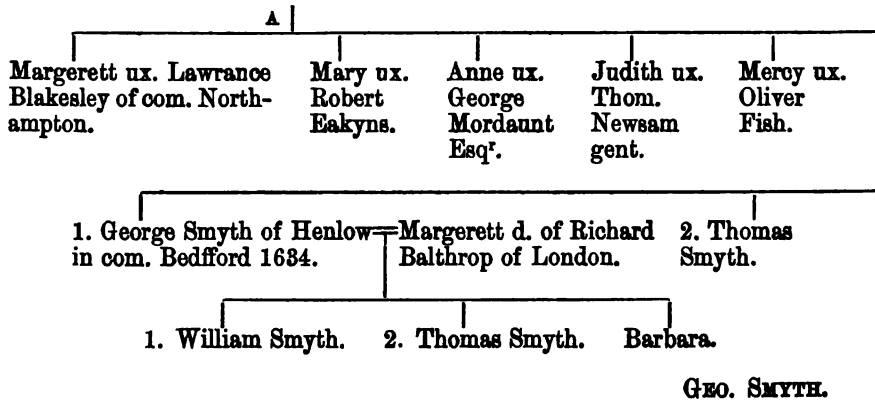 A
Margerett ux. Lawrance
Blakesley of com. North-
ampton.
Mary ux.
Robert
Eakyns.
Anne ux.
George
Mordaunt
Esqʳ.
Judith ux.
Thom.
Newsam
gent.
Mercy ux.
Oliver
Fish.
1. George Smyth of Henlow
in com. Bedfford 1634.
Margerett d. of Richard
Balthrop of London.
2. Thomas
Smyth.
1. William Smyth.
2. Thomas Smyth.
Barbara.
GEO. SMYTH.